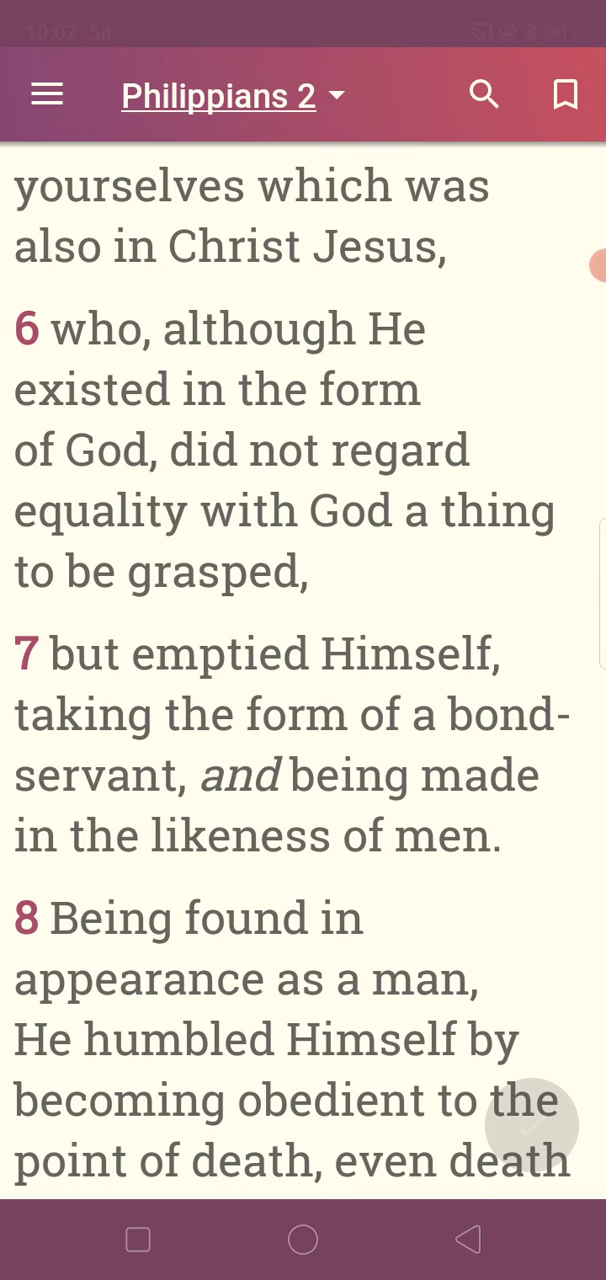 10:07
Philippians 2
yourselves which was
also in Christ Jesus,
6 who, although He
existed in the form
of God, did not regard
equality with God a thing
to be grasped,
7 but emptied Himself,
taking the form of a bond-
servant, and being made
in the likeness of men.
8 Being found in
appearance as a man,
He humbled Himself by
becoming obedient to the
point of death, even death